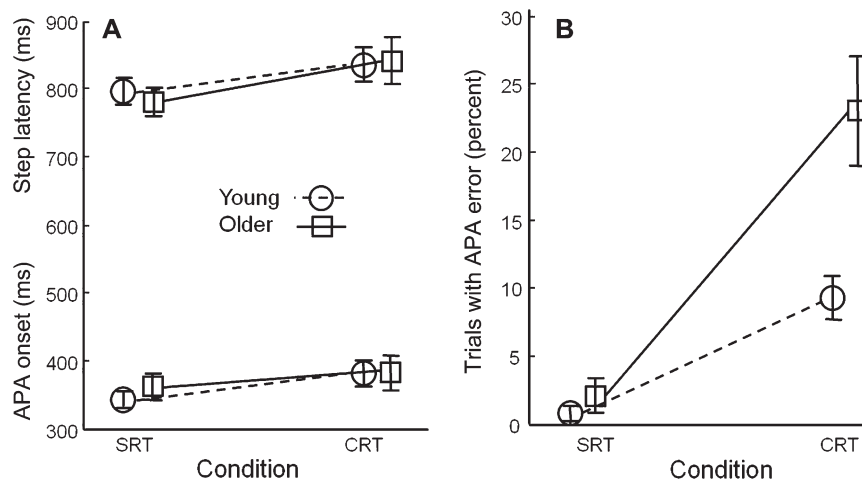 A
Step latency (ms)
APA onset (ms)
900
800
700
600
500
400
300
Young
Older
SRT
CRT
Condition
B
Trials with APA error (percent)
30
25
20
15
10
5
0
SRT
CRT
Condition